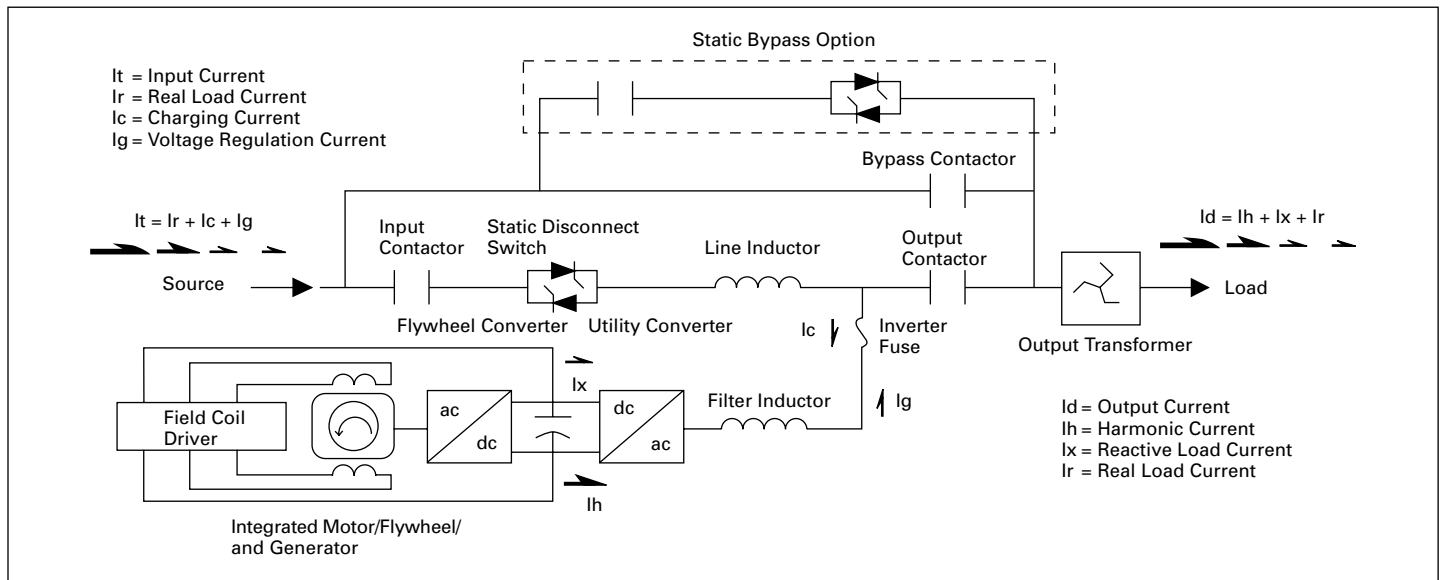 Static Bypass Option
It = Input Current
Ir = Real Load Current
Ic = Charging Current
Ig = Voltage Regulation Current
Bypass Contactor
It = Ir + Ic + Ig
Id = Ih + Ix + Ir
Input
Contactor
Static Disconnect
Switch
Line Inductor
Output
Contactor
Source
Load
Flywheel Converter
Utility Converter
Ic
Inverter
Fuse
Output Transformer
Ix
Field Coil
Driver
ac
dc
dc
ac
Filter Inductor
Ig
Id = Output Current
Ih = Harmonic Current
Ix = Reactive Load Current
Ir = Real Load Current
Ih
Integrated Motor/Flywheel/
and Generator